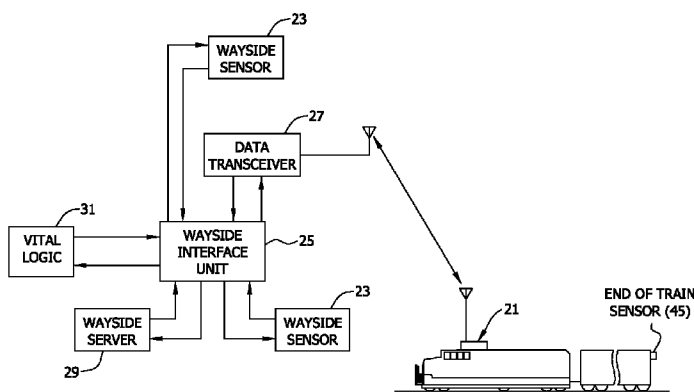 23
WAYSIDE
SENSOR
27
DATA
TRANSCEIVER
31
VITAL
LOGIC
WAYSIDE
INTERFACE
UNIT
25
23
WAYSIDE
SERVER
29
WAYSIDE
SENSOR
21
END OF TRAIN
SENSOR (45)